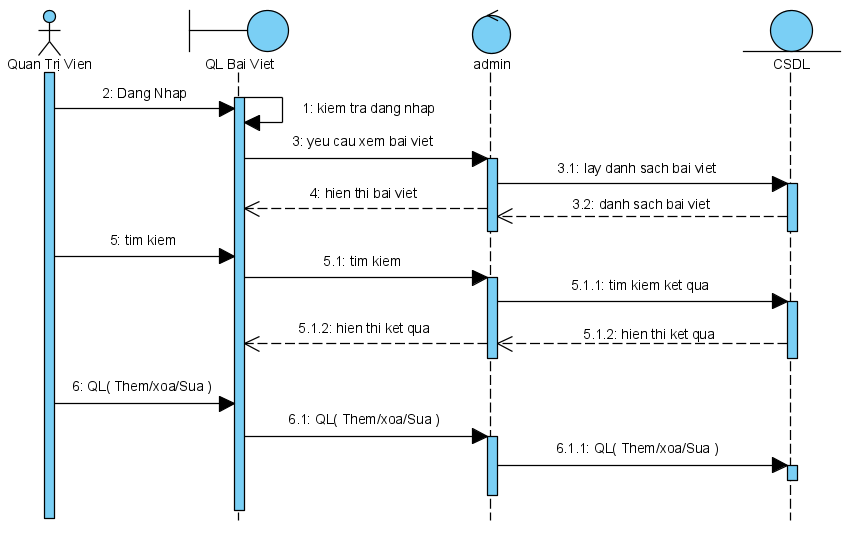 Quan Trị Vien
QL Bai Viet
admin
CSDL
2: Dang Nhap
1: kiem tra dang nhap
3: yeu cau xem bai viet
3.1: lay danh sach bai viet
4: hien thi bai viet
3.2: danh sach bai viet
5: tim kiem
5.1: tim kiem
5.1.1: tim kiem ket qua
5.1.2: hien thi ket qua
5.1.2: hien thi ket qua
6: QL( Them/xoa/Sua )
6.1: QL( Them/xoa/Sua )
6.1.1: QL( Them/xoa/Sua )